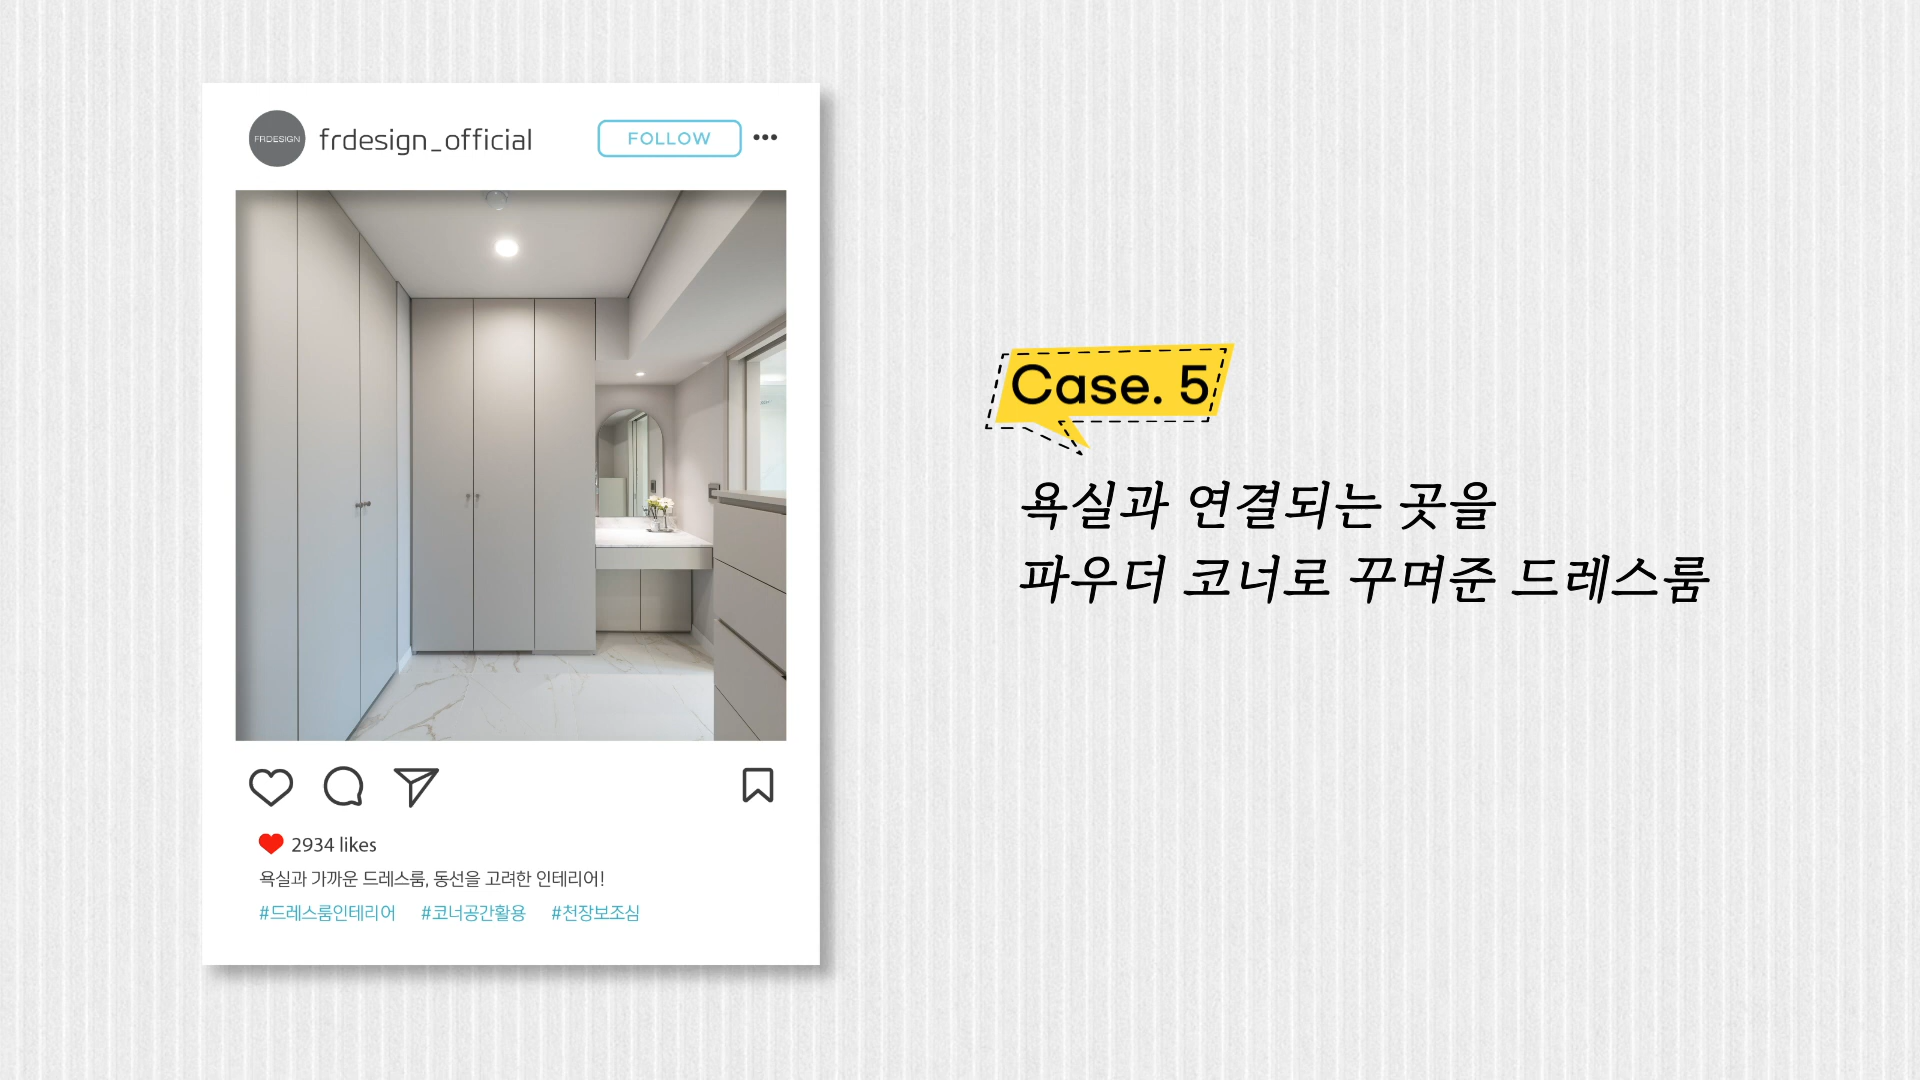 FRDESIGN
frdesign_official
FOLLOW
2934 likes
욕실과 가까운 드레스룸, 동선을 고려한 인테리어!
#드레스룸인테리어 #코너공간활용 #천장보조심
Case. 5
욕실과 연결되는 곳을
파우더 코너로 꾸며준 드레스룸